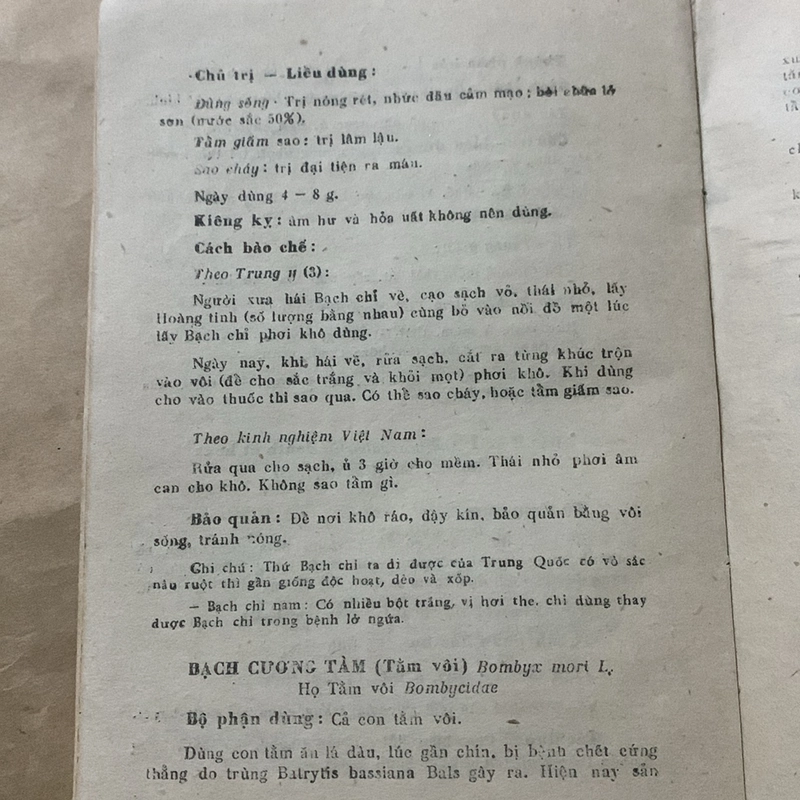 Chủ trị — Liều dùng:
Dùng sống · Trị nóng rét, nhức đầu cảm mạo; bôi chữa lở
sơn (nước sắc 50%).
Tẩm giấm sao: trị lâm lậu.
Sao cháy: trị đại tiện ra máu.
Ngày dùng 4 — 8 g.
Kiêng kỵ: âm hư và hỏa uất không nên dùng.
Cách bào chế:
Theo Trung y (3):
Người xưa hái Bạch chỉ về, cạo sạch vỏ, thái nhỏ, lấy
Hoàng tinh (số lượng bằng nhau) cùng bỏ vào nồi đồ một lúc
lấy Bạch chỉ phơi khô dùng.
Ngày nay, khi hái về, rửa sạch, cắt ra từng khúc trộn
vào vôi (để cho sắc trắng và khỏi mọt) phơi khô. Khi dùng
cho vào thuốc thì sao qua. Có thể sao cháy, hoặc tẩm giấm sao.
Theo kinh nghiệm Việt Nam:
Rửa qua cho sạch, ủ 3 giờ cho mềm. Thái nhỏ phơi âm
can cho khô. Không sao tẩm gì.
Bảo quản: Để nơi khô ráo, đậy kín, bảo quản bằng vôi
sống, tránh nóng.
Ghi chú: Thứ Bạch chỉ ta di được của Trung Quốc có vỏ sắc
nâu ruột thì gần giống độc hoạt, dẻo và xốp.
— Bạch chỉ nam: Có nhiều bột trắng, vị hơi the, chỉ dùng thay
được Bạch chỉ trong bệnh lở ngứa.
BẠCH CƯƠNG TẰM (Tằm vôi) Bombyx mori L.
Họ Tằm vôi Bombycidae
Bộ phận dùng: Cả con tằm vôi.
Dùng con tằm ăn lá dâu, lúc gần chín, bị bệnh chết cứng
thẳng do trùng Batrytis bassiana Bals gây ra. Hiện nay sản